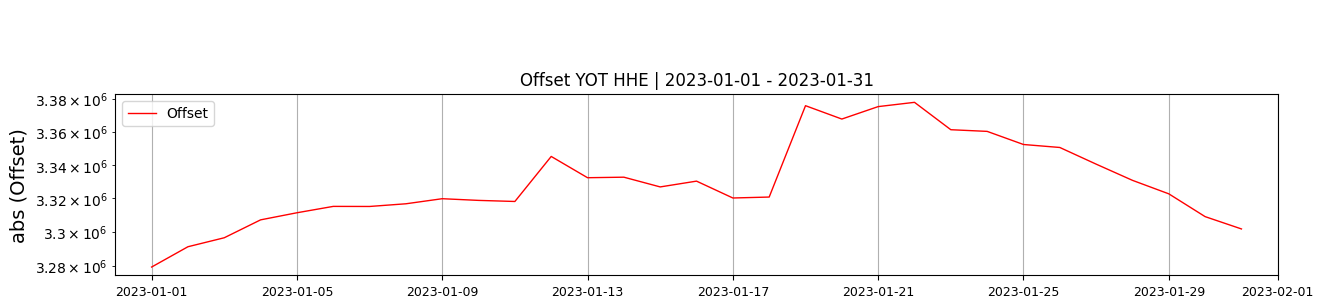 Offset YOT HHE | 2023-01-01 - 2023-01-31
Offset
abs (Offset)
3.38 × 10⁶
3.36 × 10⁶
3.34 × 10⁶
3.32 × 10⁶
3.3 × 10⁶
3.28 × 10⁶
2023-01-01 2023-01-05 2023-01-09 2023-01-13 2023-01-17 2023-01-21 2023-01-25 2023-01-29 2023-02-01